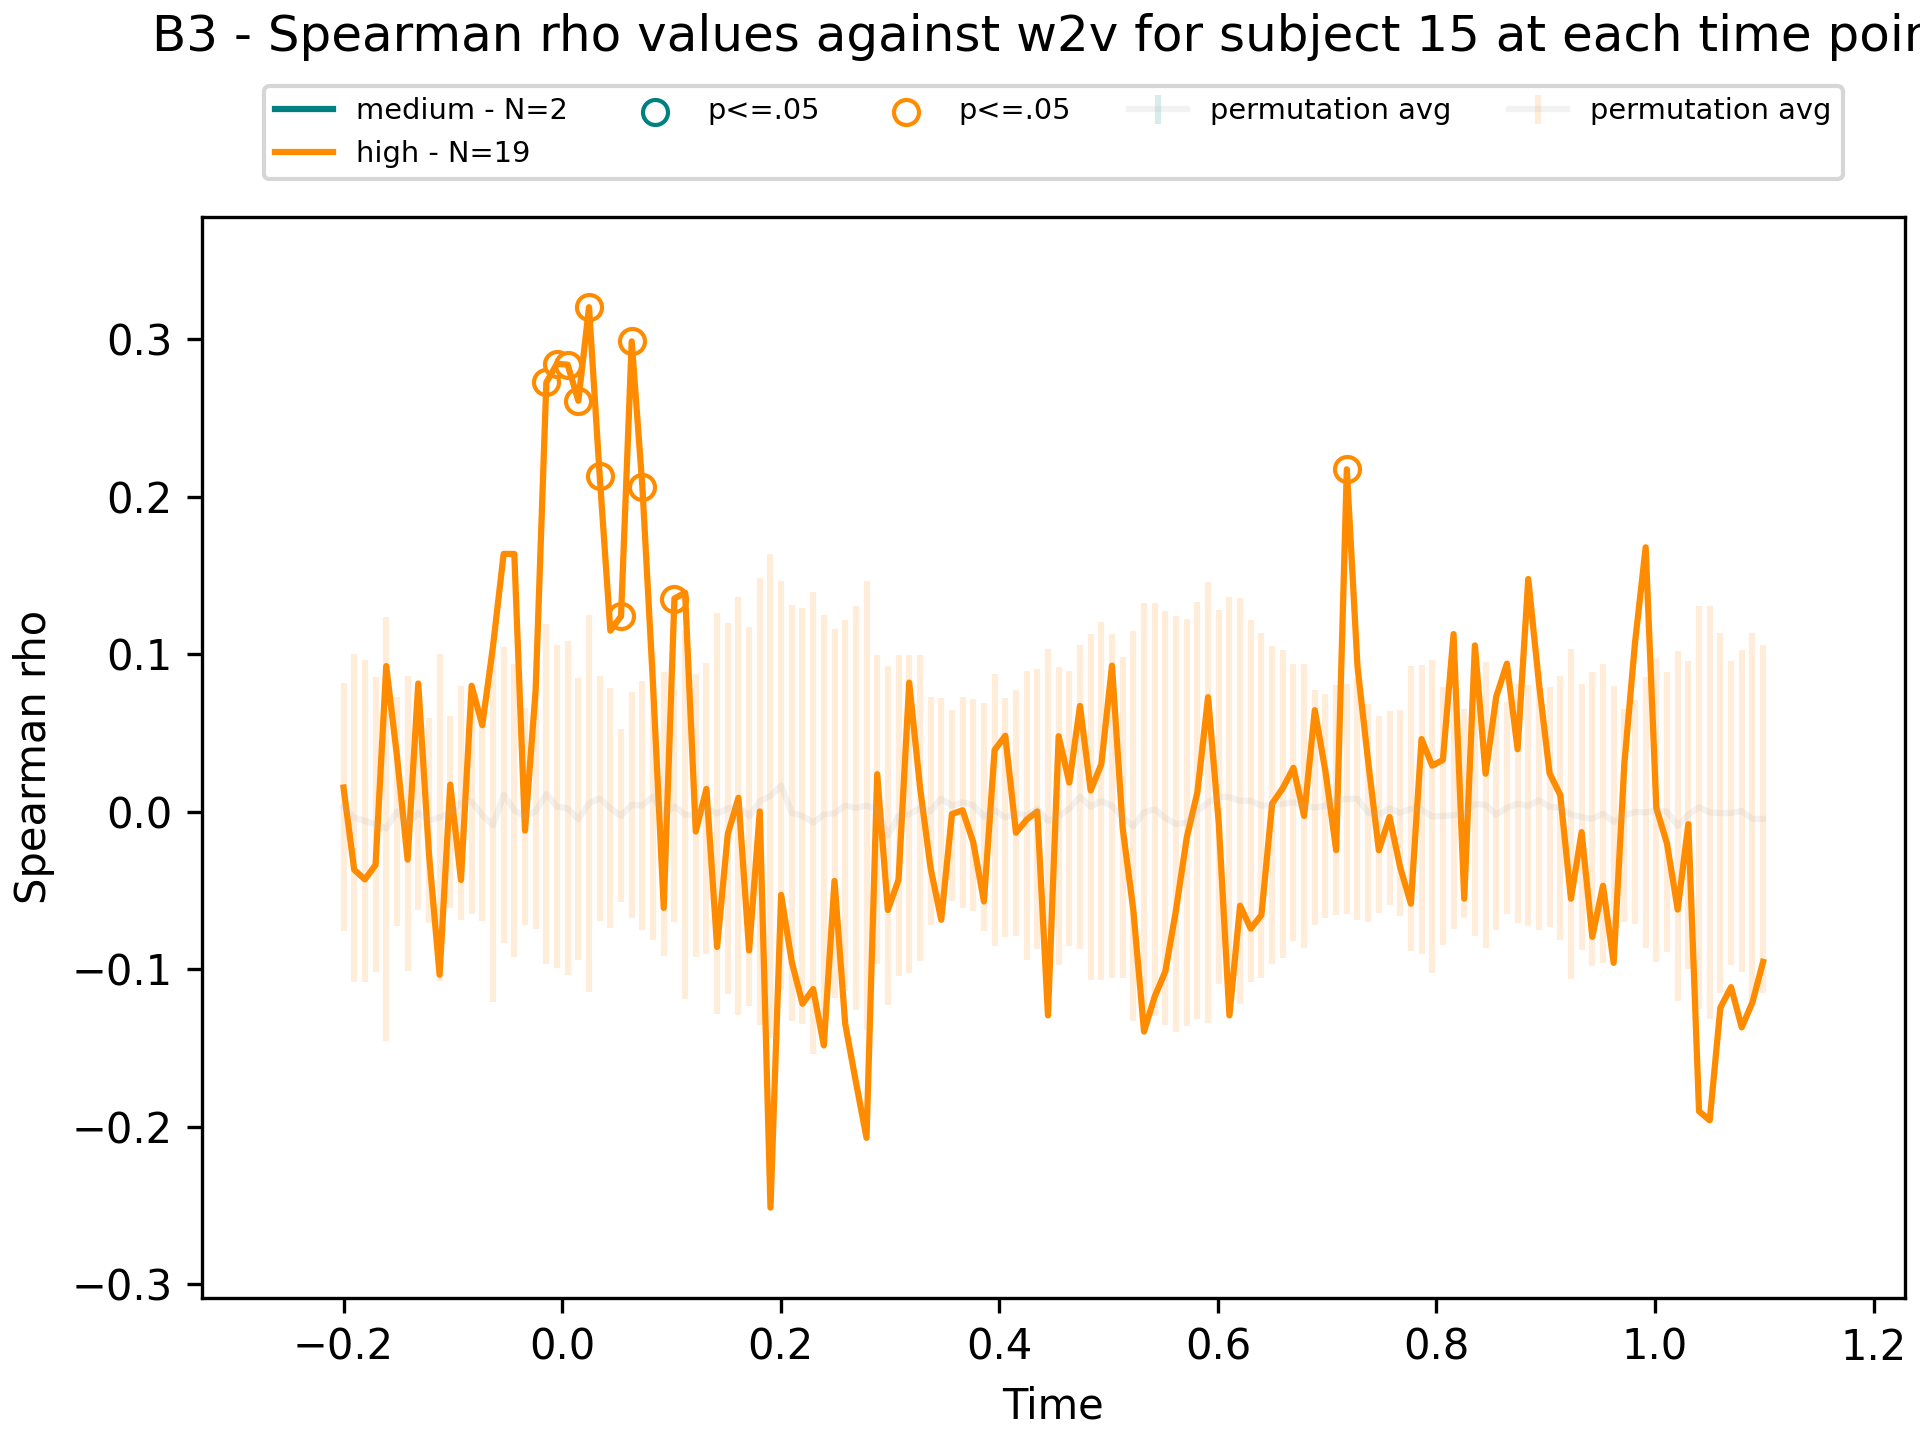 B3 - Spearman rho values against w2v for subject 15 at each time poin
medium - N=2
high - N=19
p<=.05
p<=.05
permutation avg
permutation avg
Spearman rho
0.3
0.2
0.1
0.0
−0.1
−0.2
−0.3
−0.2 0.0 0.2 0.4 0.6 0.8 1.0 1.2
Time